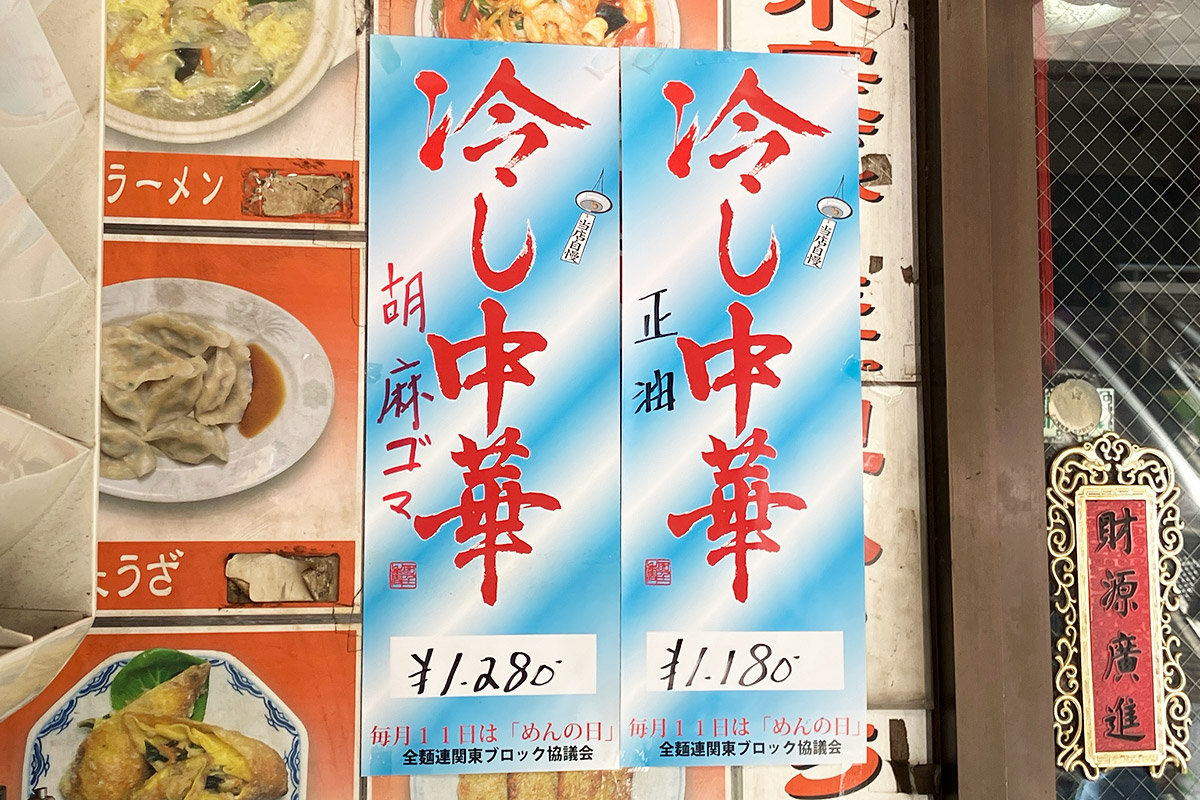 ラーメン
ょうざ
冷し中華
当店自慢
胡麻ゴマ
¥1.280-
毎月11日は「めんの日」
全麺連関東ブロック協議会
冷し中華
当店自慢
正油
¥1.180-
毎月11日は「めんの日」
全麺連関東ブロック協議会
財源廣進